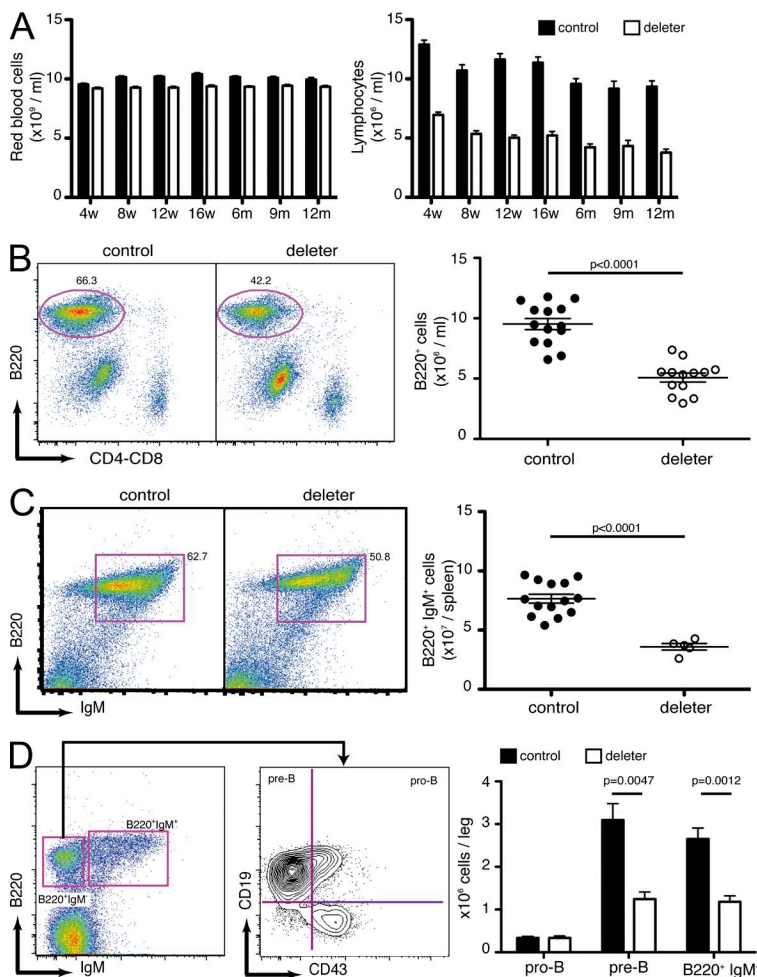 A
Red blood cells
(x10⁹ / ml)
15
10
5
0
4w 8w 12w 16w 6m 9m 12m
Lymphocytes
(x10⁶ / ml)
15
10
5
0
control deleter
4w 8w 12w 16w 6m 9m 12m
B
control deleter
66.3 42.2
B220
CD4-CD8
B220⁺ cells
(x10⁶ / ml)
15
10
5
0
p<0.0001
control deleter
C
control deleter
62.7 50.8
B220
IgM
B220⁺ IgM⁺ cells
(x10⁷ / spleen)
15
10
5
0
p<0.0001
control deleter
D
B220⁺IgM⁺
B220⁺IgM⁻
B220
IgM
pre-B pro-B
CD19
CD43
control deleter
x10⁶ cells / leg
4
3
2
1
0
p=0.0047 p=0.0012
pro-B pre-B B220⁺ IgM⁺